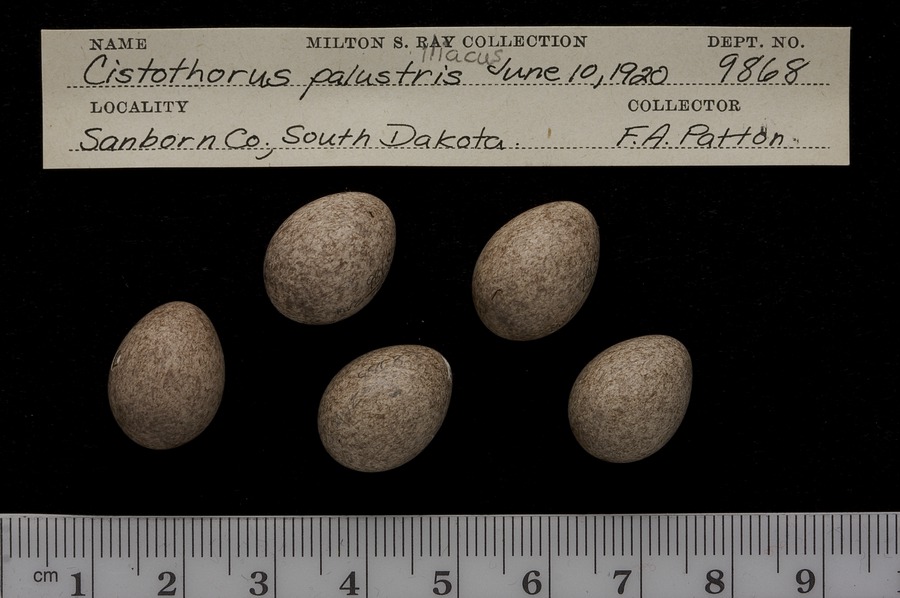 NAME MILTON S. RAY COLLECTION DEPT. NO.
iliacus
Cistothorus palustris June 10, 1920 9868
LOCALITY COLLECTOR
Sanborn Co., South Dakota. F.A. Patton.
cm 1 2 3 4 5 6 7 8 9